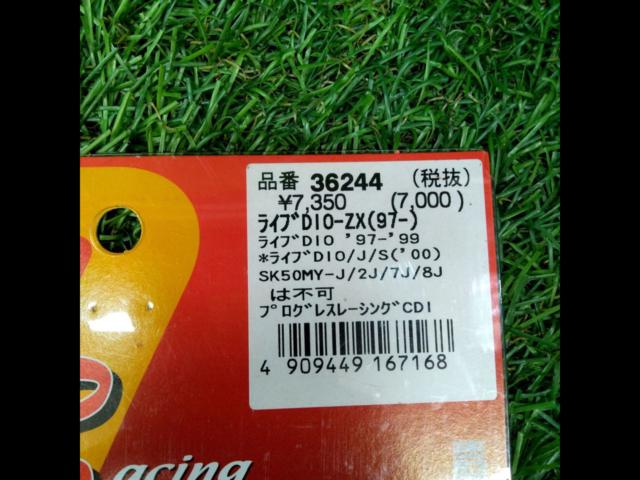 品番 36244 (税抜)
¥7,350 (7,000)
ﾗｲﾌﾞDIO-ZX(97-)
ﾗｲﾌﾞDIO '97-'99
*ﾗｲﾌﾞDIO/J/S('00)
SK50MY-J/2J/7J/8J
は不可
ﾌﾟﾛｸﾞﾚｽﾚｰｼﾝｸﾞCDI
4 909449 167168
acing